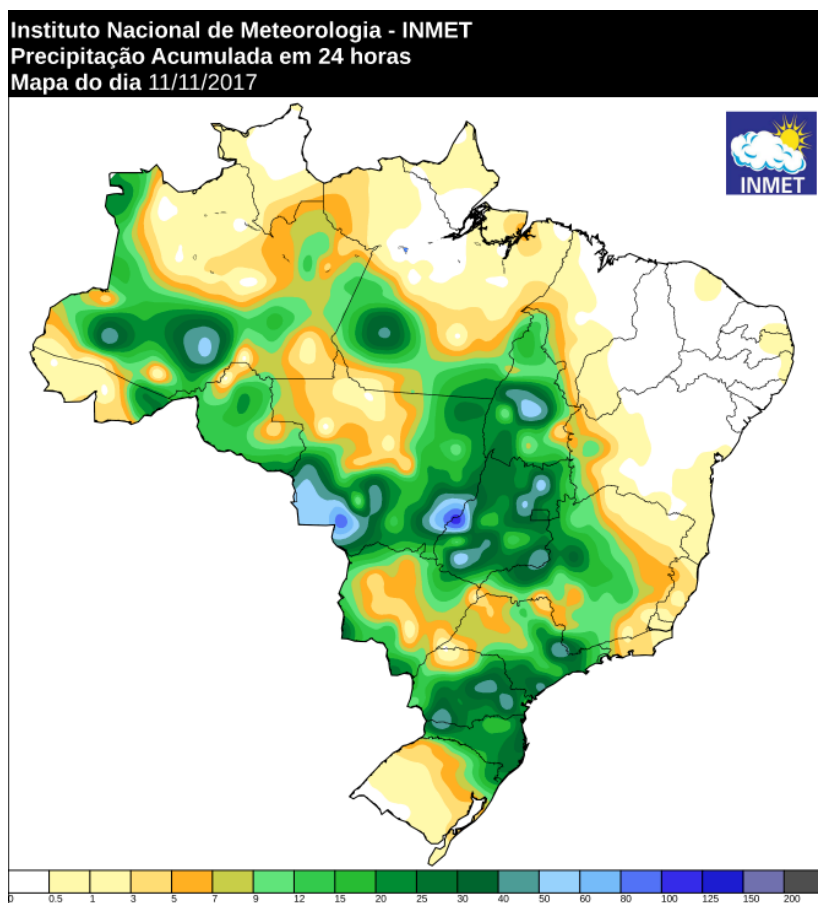 Instituto Nacional de Meteorologia - INMET
Precipitação Acumulada em 24 horas
Mapa do dia 11/11/2017
INMET
0 0.5 1 3 5 7 9 12 15 20 25 30 40 50 60 80 100 125 150 200